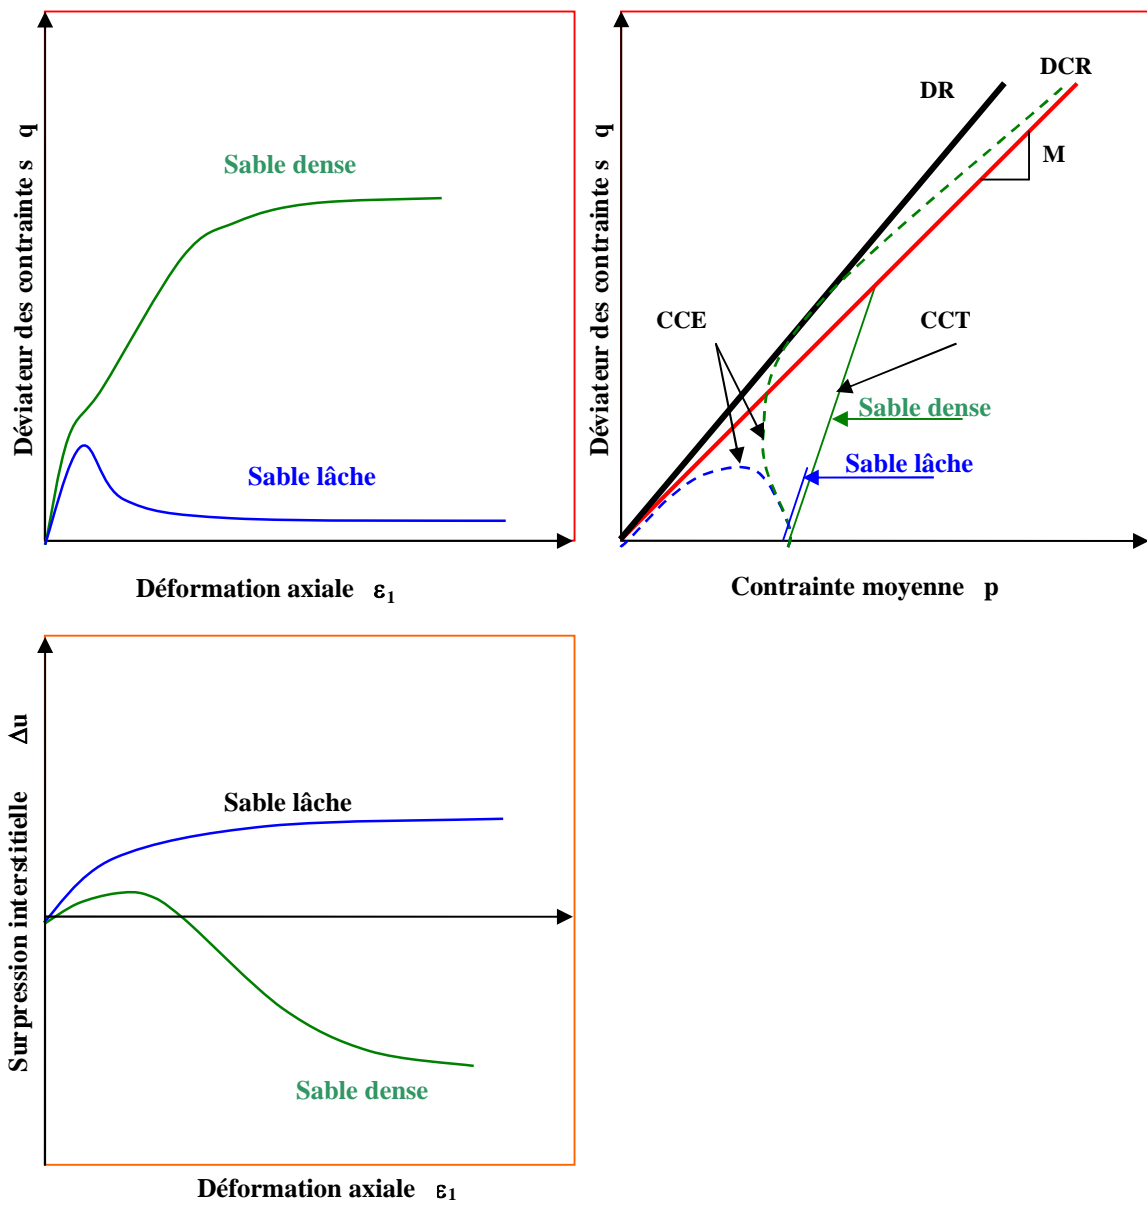 Déviateur des contrainte s q
Sable dense
Sable lâche
Déformation axiale ε1
Déviateur des contrainte s q
DR
DCR
M
CCE
CCT
Sable dense
Sable lâche
Contrainte moyenne p
Surpression interstitielle Δu
Sable lâche
Sable dense
Déformation axiale ε1